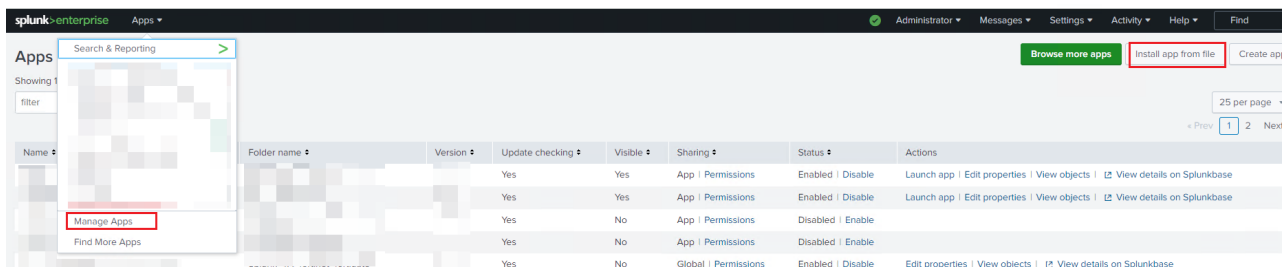 splunk>enterprise Apps ▾ Administrator ▾ Messages ▾ Settings ▾ Activity ▾ Help ▾ Find
Search & Reporting >
Apps Browse more apps Install app from file Create app
Showing 1
filter 25 per page
« Prev 1 2 Next
Name Folder name Version Update checking Visible Sharing Status Actions
Yes Yes App | Permissions Enabled | Disable Launch app | Edit properties | View objects | View details on Splunkbase
Yes Yes App | Permissions Enabled | Disable Launch app | Edit properties | View objects | View details on Splunkbase
Manage Apps Yes No App | Permissions Disabled | Enable
Find More Apps Yes No App | Permissions Disabled | Enable
Yes No Global | Permissions Enabled | Disable Edit properties | View objects | View details on Splunkbase